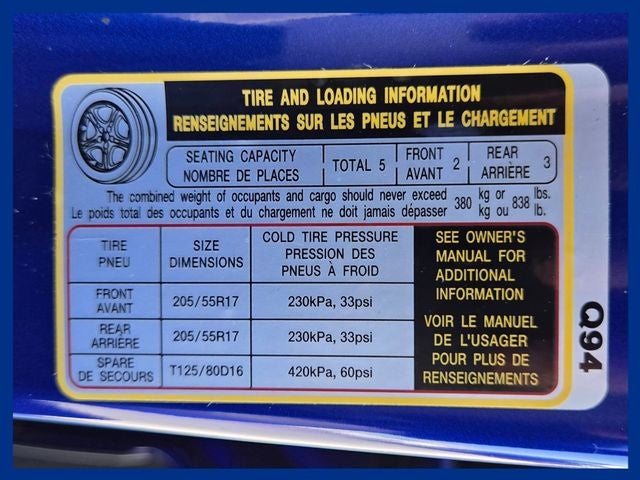 TIRE AND LOADING INFORMATION
RENSEIGNEMENTS SUR LES PNEUS ET LE CHARGEMENT
SEATING CAPACITY
NOMBRE DE PLACES
TOTAL 5
FRONT
AVANT 2
REAR
ARRIÈRE 3
The combined weight of occupants and cargo should never exceed 380 kg or 838 lbs.
Le poids total des occupants et du chargement ne doit jamais dépasser kg ou lb.
TIRE
PNEU
SIZE
DIMENSIONS
COLD TIRE PRESSURE
PRESSION DES
PNEUS À FROID
FRONT
AVANT
205/55R17
230kPa, 33psi
REAR
ARRIÈRE
205/55R17
230kPa, 33psi
SPARE
DE SECOURS
T125/80D16
420kPa, 60psi
SEE OWNER'S
MANUAL FOR
ADDITIONAL
INFORMATION
VOIR LE MANUEL
DE L'USAGER
POUR PLUS DE
RENSEIGNEMENTS
Q94